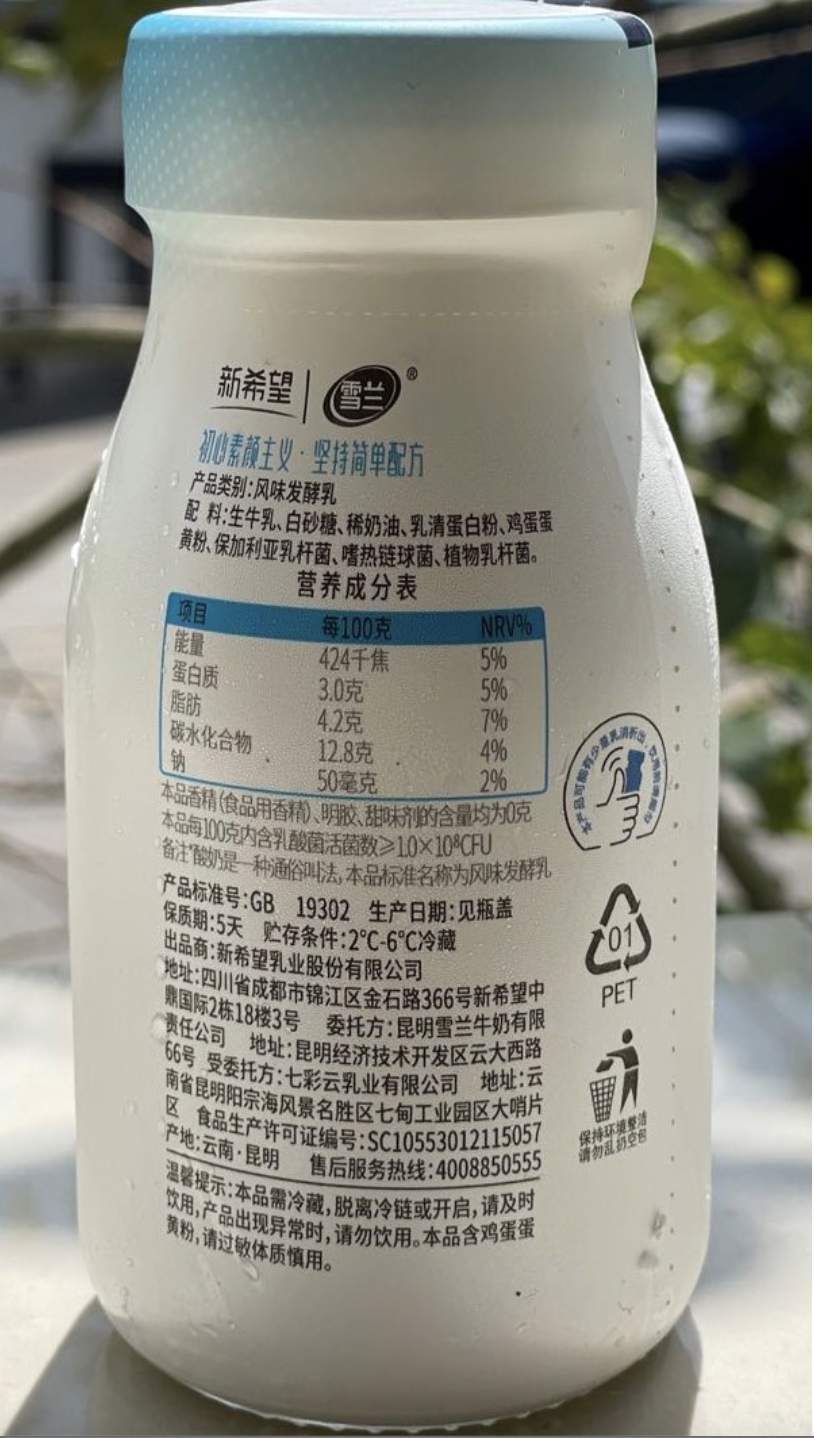 新希望 雪兰®
初心素颜主义·坚持简单配方
产品类别:风味发酵乳
配 料:生牛乳、白砂糖、稀奶油、乳清蛋白粉、鸡蛋蛋
黄粉、保加利亚乳杆菌、嗜热链球菌、植物乳杆菌。
营养成分表
项目 每100克 NRV%
能量 424千焦 5%
蛋白质 3.0克 5%
脂肪 4.2克 7%
碳水化合物 12.8克 4%
钠 50毫克 2%
本品香精(食品用香精)、明胶、甜味剂的含量均为0克
本品每100克内含乳酸菌活菌数≥1.0×10⁸CFU
备注"酸奶是一种通俗叫法,本品标准名称为风味发酵乳
产品标准号:GB 19302 生产日期:见瓶盖
保质期:5天 贮存条件:2°C-6°C冷藏
出品商:新希望乳业股份有限公司
地址:四川省成都市锦江区金石路366号新希望中
鼎国际2栋18楼3号 委托方:昆明雪兰牛奶有限
责任公司 地址:昆明经济技术开发区云大西路
66号 受委托方:七彩云乳业有限公司 地址:云
南省昆明阳宗海风景名胜区七甸工业园区大哨片
区 食品生产许可证编号:SC10553012115057
产地:云南·昆明 售后服务热线:4008850555
温馨提示:本品需冷藏,脱离冷链或开启,请及时
饮用,产品出现异常时,请勿饮用。本品含鸡蛋蛋
黄粉,请过敏体质慎用。
本产品可能有少量乳清析出,饮用前请摇匀
01
PET
保持环境整洁
请勿乱扔空包